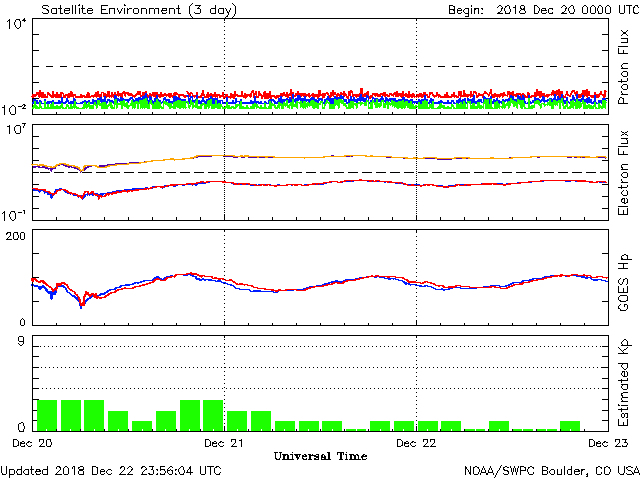 Satellite Environment (3 day) Begin: 2018 Dec 20 0000 UTC
10⁴
Proton Flux
10⁻²
10⁷
Electron Flux
10⁻¹
200
GOES Hp
0
9
Estimated Kp
0
Dec 20 Dec 21 Dec 22 Dec 23
Universal Time
Updated 2018 Dec 22 23:56:04 UTC NOAA/SWPC Boulder, CO USA